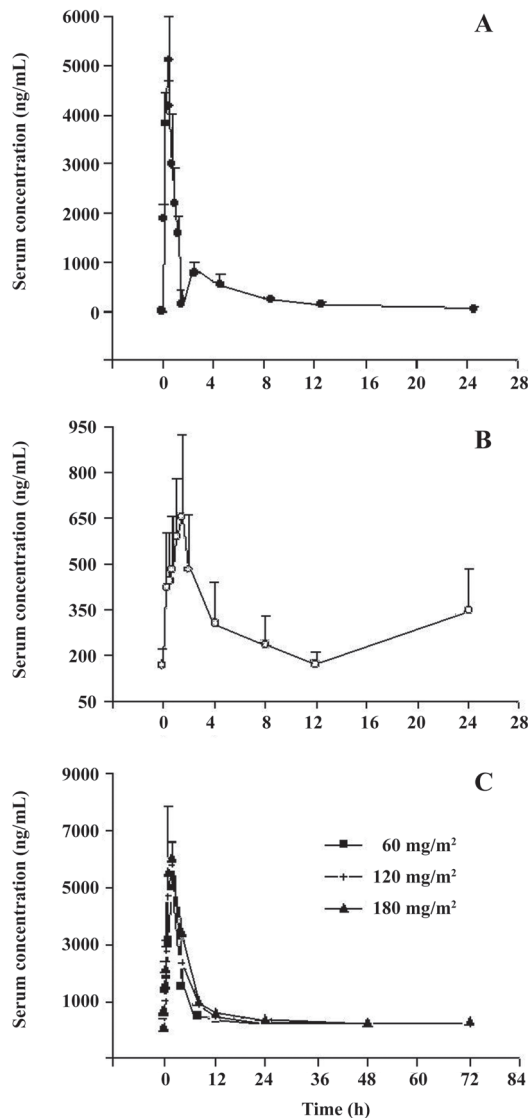 A
6000
5000
4000
3000
2000
1000
0
Serum concentration (ng/mL)
0 4 8 12 16 20 24 28
B
950
800
650
500
350
200
50
Serum concentration (ng/mL)
0 4 8 12 16 20 24 28
C
9000
7000
5000
3000
1000
Serum concentration (ng/mL)
60 mg/m²
120 mg/m²
180 mg/m²
0 12 24 36 48 60 72 84
Time (h)